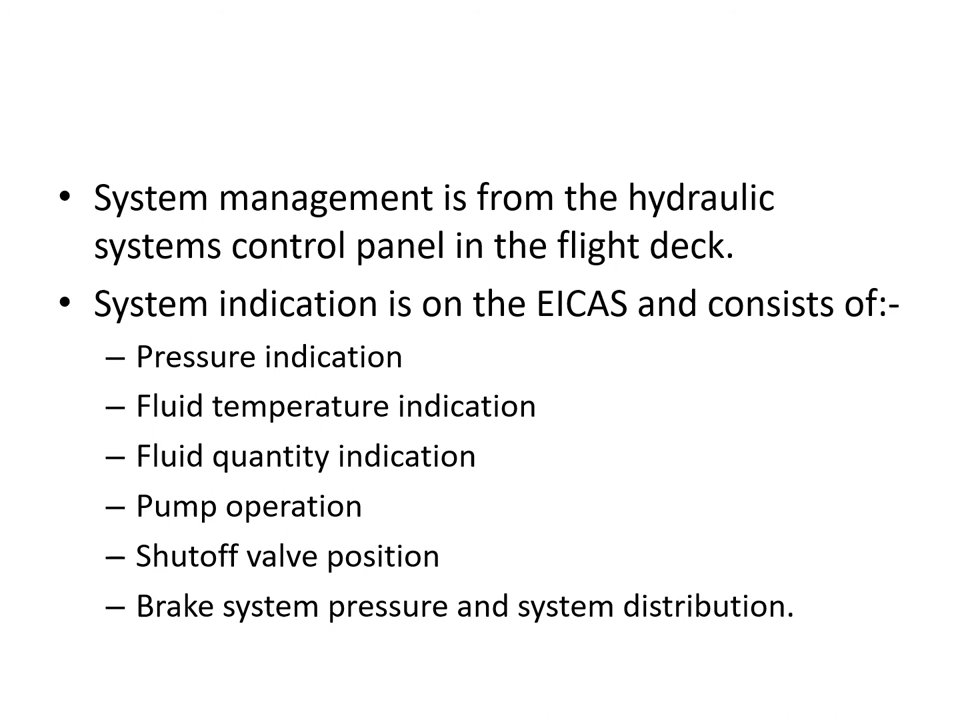 • System management is from the hydraulic
systems control panel in the flight deck.
• System indication is on the EICAS and consists of:-
– Pressure indication
– Fluid temperature indication
– Fluid quantity indication
– Pump operation
– Shutoff valve position
– Brake system pressure and system distribution.